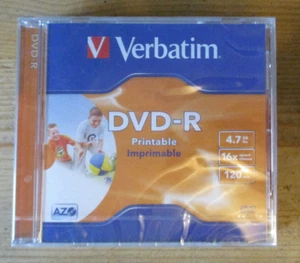 DVD-R
Verbatim
DVD-R
Printable
Imprimable
4.7
16x
120
AZO